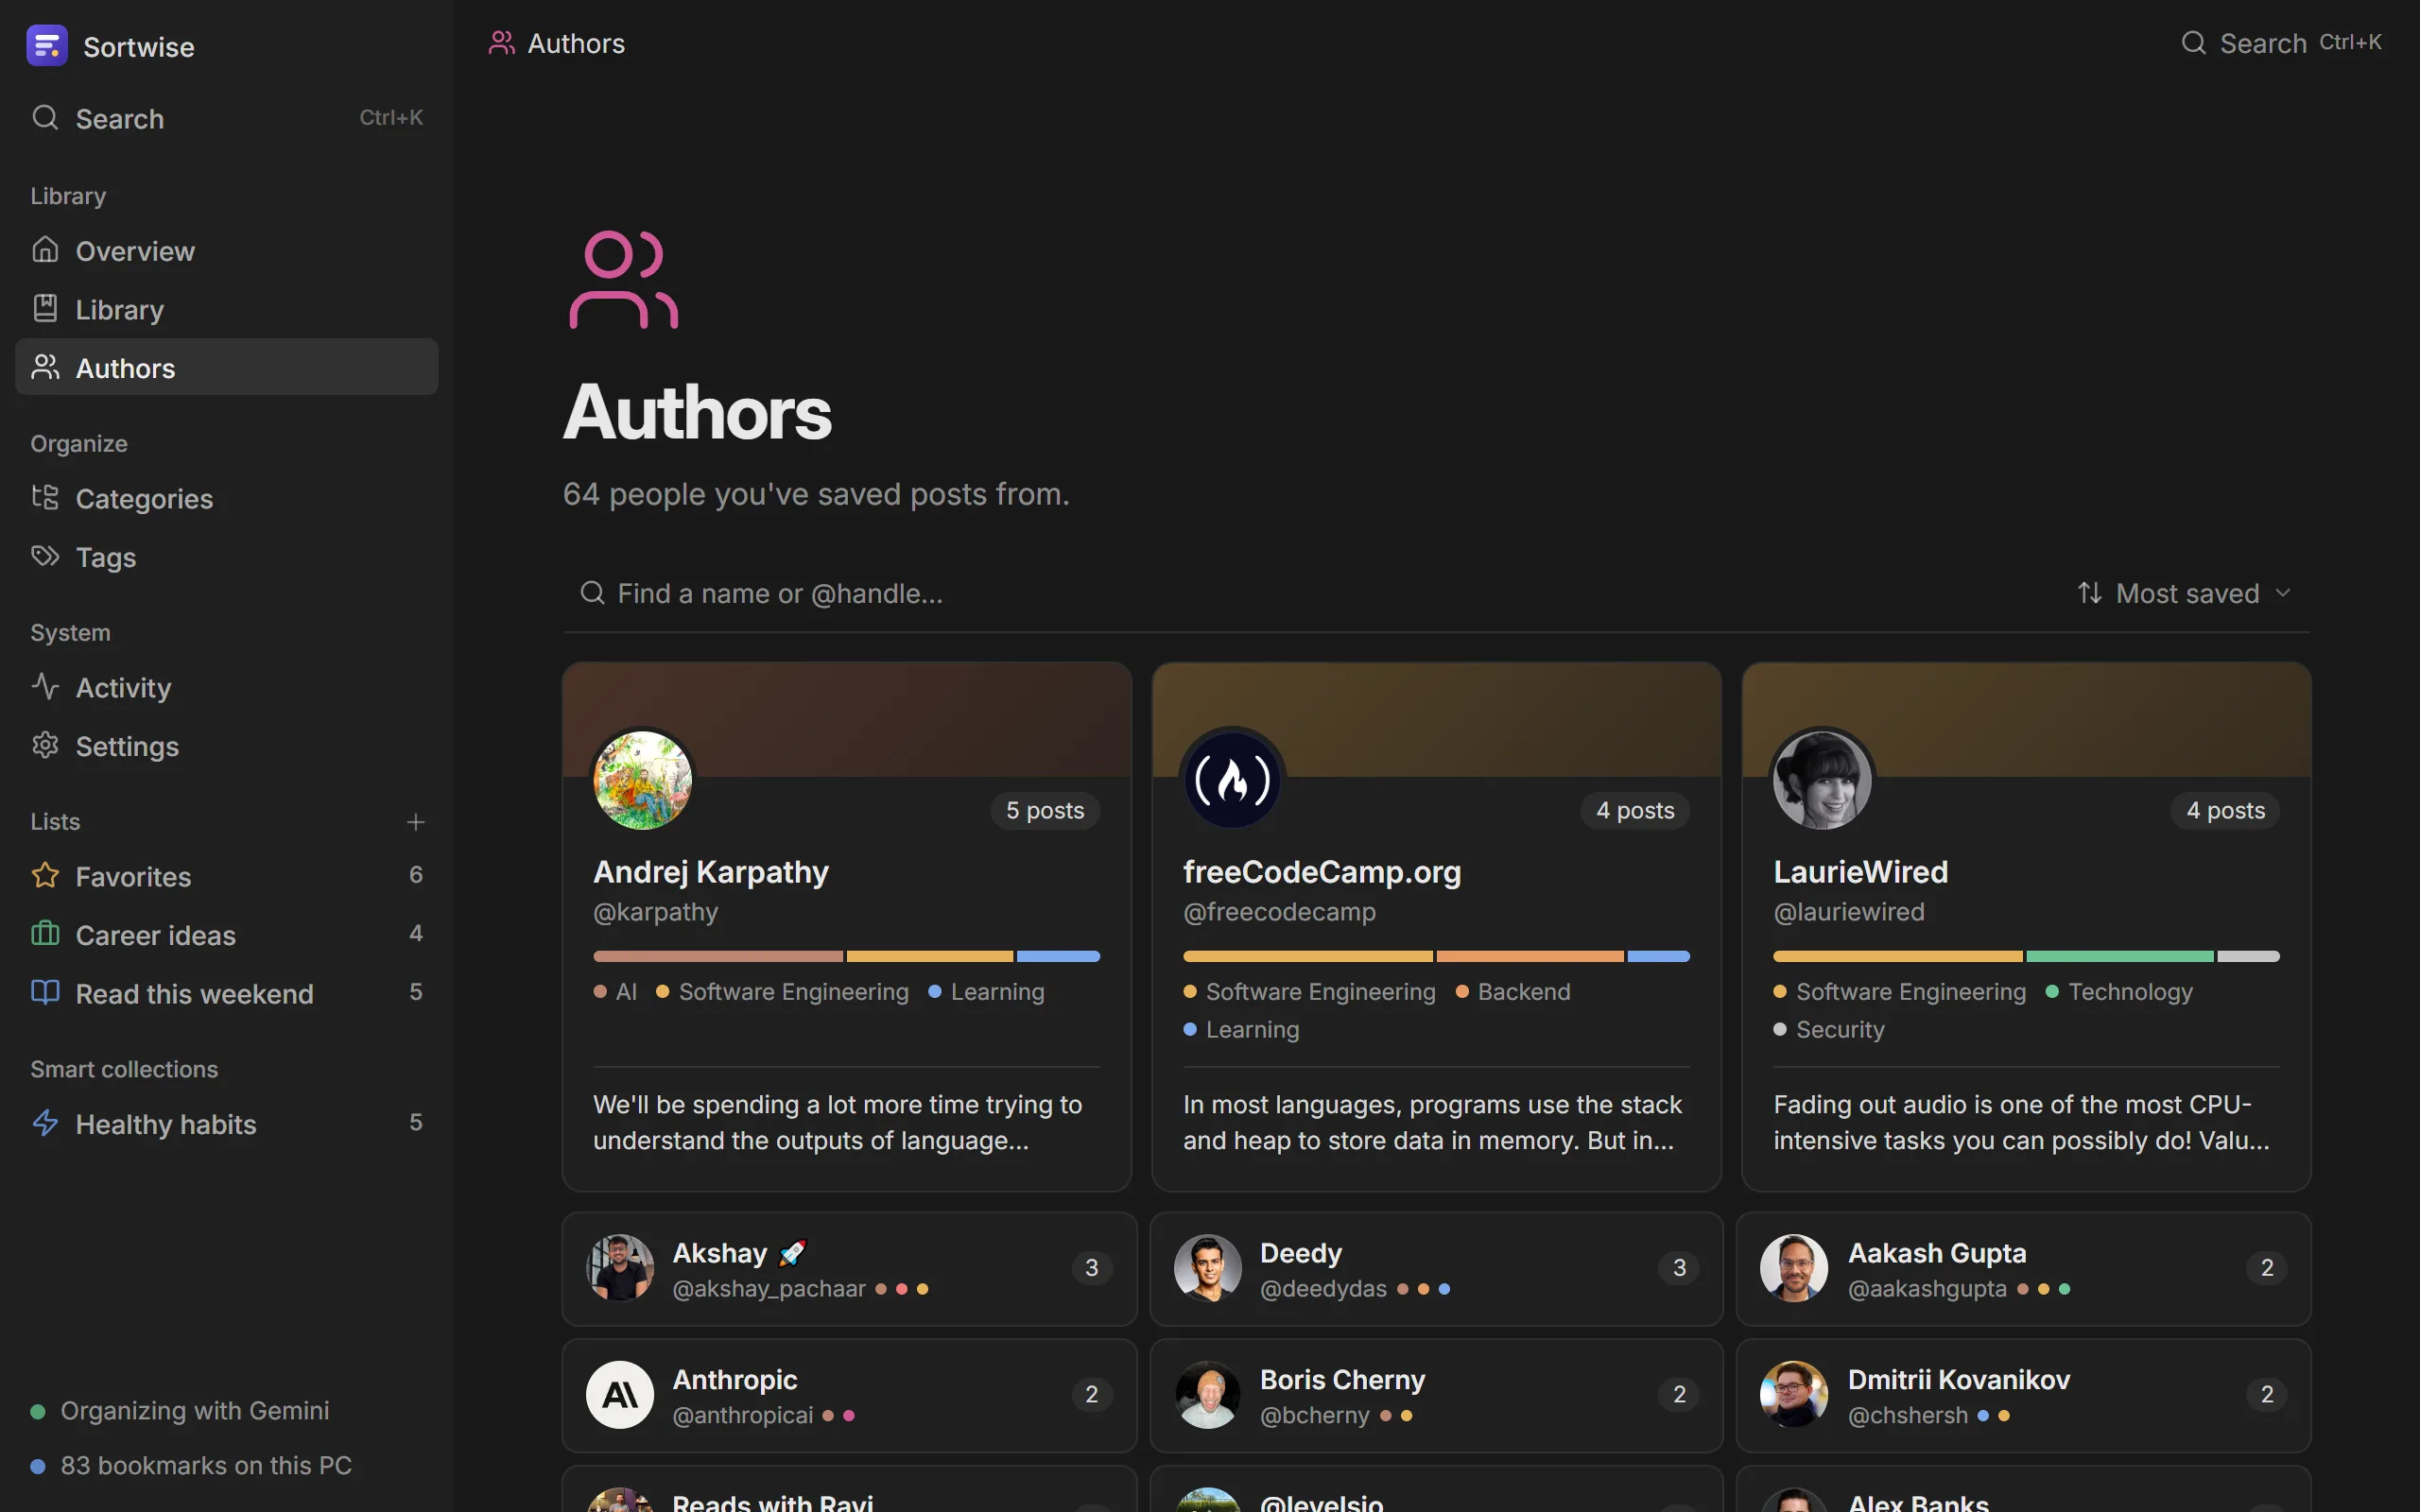 Sortwise
Search Ctrl+K
Library
Overview
Library
Authors
Organize
Categories
Tags
System
Activity
Settings
Lists
Favorites 6
Career ideas 4
Read this weekend 5
Smart collections
Healthy habits 5
Organizing with Gemini
83 bookmarks on this PC
Authors
Search Ctrl+K
Authors
64 people you've saved posts from.
Find a name or @handle...
Most saved
5 posts
Andrej Karpathy
@karpathy
AI Software Engineering Learning
We'll be spending a lot more time trying to
understand the outputs of language...
4 posts
freeCodeCamp.org
@freecodecamp
Software Engineering Backend
Learning
In most languages, programs use the stack
and heap to store data in memory. But in...
4 posts
LaurieWired
@lauriewired
Software Engineering Technology
Security
Fading out audio is one of the most CPU-
intensive tasks you can possibly do! Valu...
Akshay 🚀
@akshay_pachaar
3
Deedy
@deedydas
3
Aakash Gupta
@aakashgupta
2
Anthropic
@anthropicai
2
Boris Cherny
@bcherny
2
Dmitrii Kovanikov
@chshersh
2
Reads with Ravi
@levelsio
Alex Banks